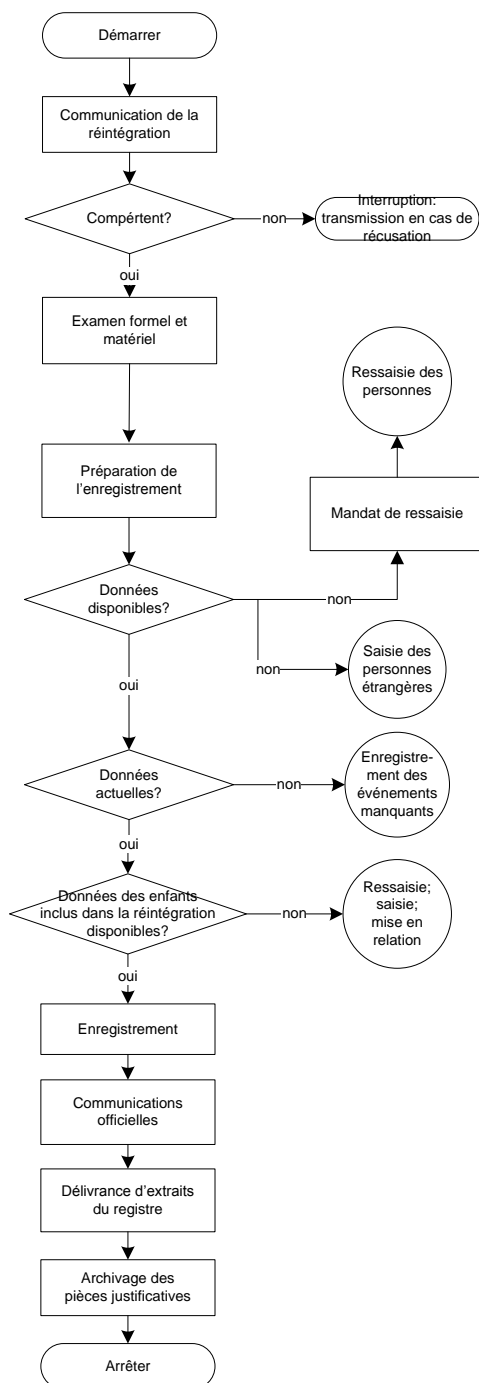 Démarrer
Communication de la
réintégration
Compértent?
non
Interruption:
transmission en cas de
récusation
oui
Examen formel et
matériel
Ressaisie des
personnes
Préparation de
l'enregistrement
Mandat de ressaisie
Données
disponibles?
non
non
Saisie des
personnes
étrangères
oui
Données
actuelles?
non
Enregistre-
ment des
événements
manquants
oui
Données des enfants
inclus dans la réintégration
disponibles?
non
Ressaisie;
saisie;
mise en
relation
oui
Enregistrement
Communications
officielles
Délivrance d'extraits
du registre
Archivage des
pièces justificatives
Arrêter